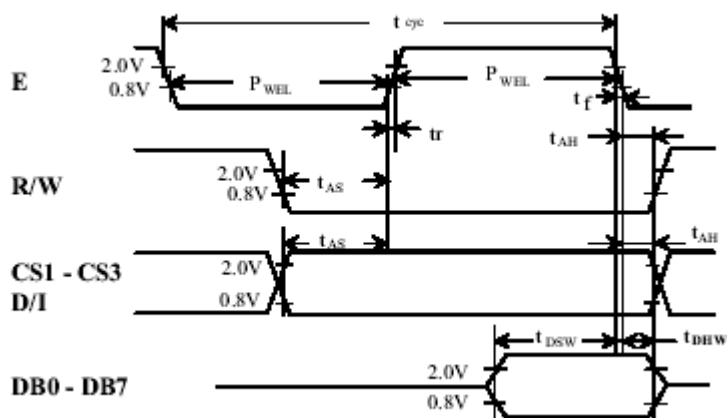 t cyc
E
2.0V
0.8V
PWEL
PWEL
tf
tr
tAH
R/W
2.0V
0.8V
tAS
tAS
tAH
CS1 - CS3
D/I
2.0V
0.8V
tDSW
tDHW
DB0 - DB7
2.0V
0.8V